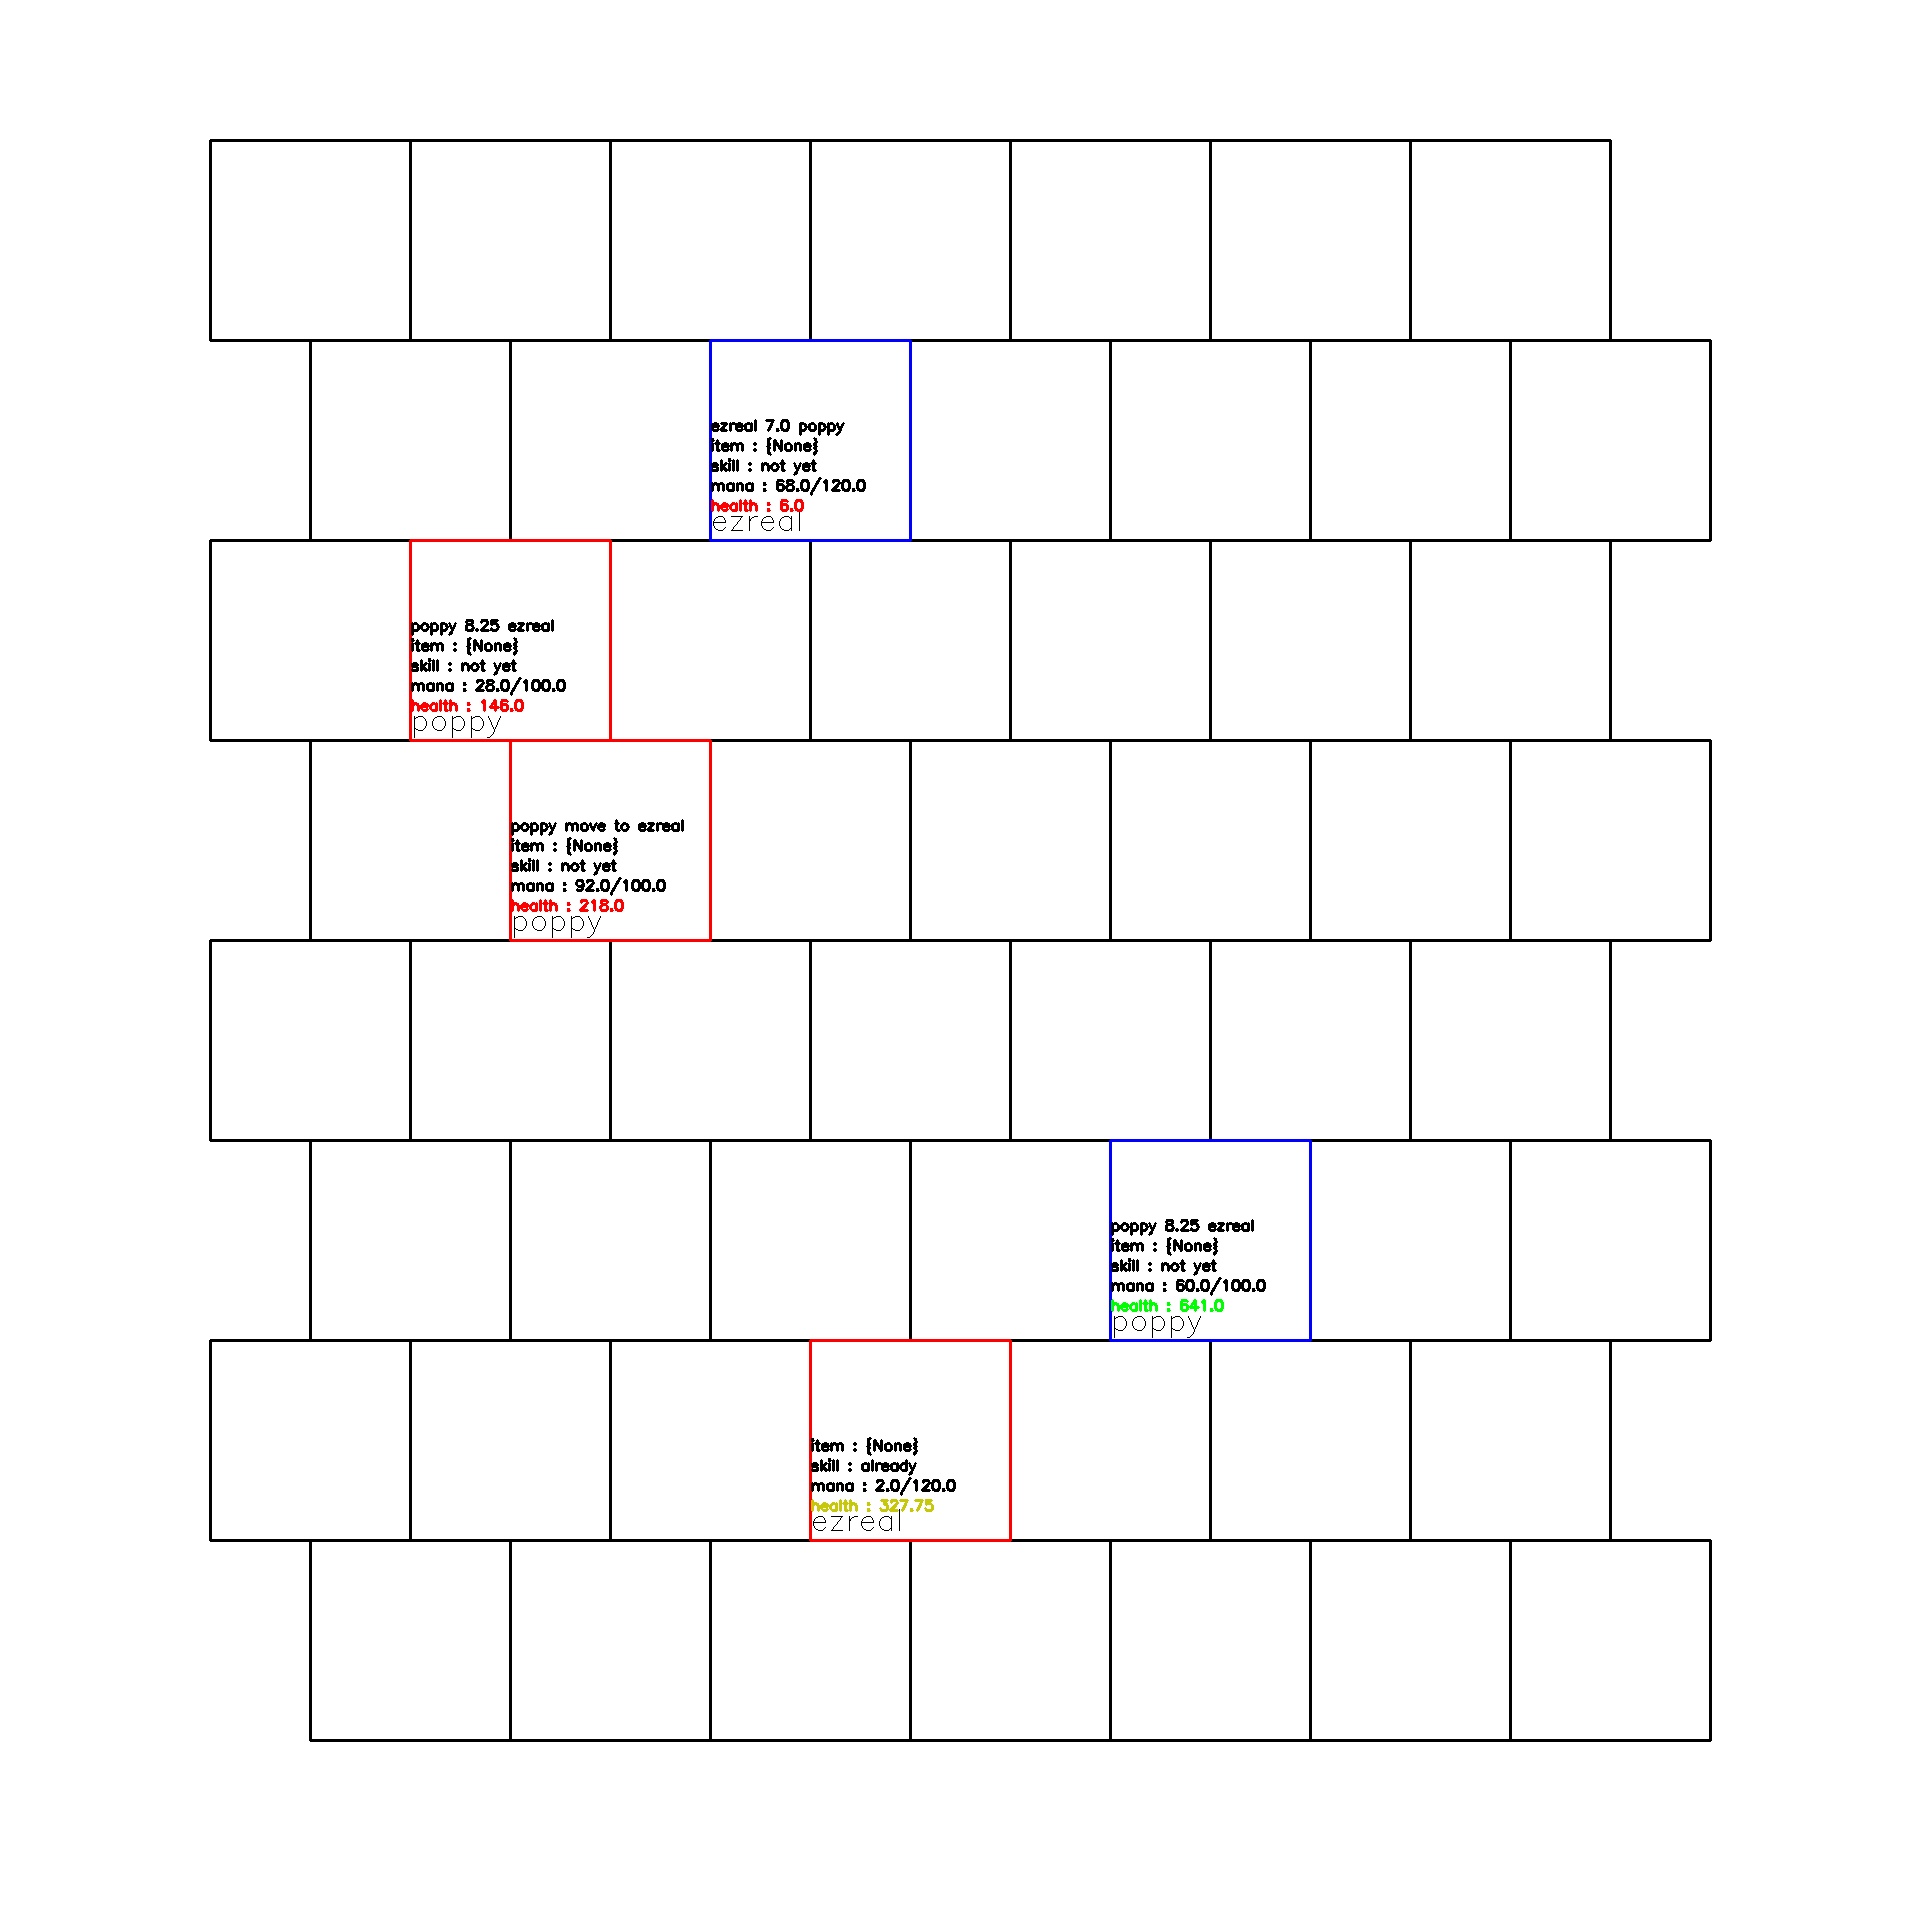 ezreal 7.0 poppy
item : {None}
skill : not yet
mana : 68.0/120.0
health : 6.0
ezreal
poppy 8.25 ezreal
item : {None}
skill : not yet
mana : 28.0/100.0
health : 146.0
poppy
poppy move to ezreal
item : {None}
skill : not yet
mana : 92.0/100.0
health : 218.0
poppy
poppy 8.25 ezreal
item : {None}
skill : not yet
mana : 60.0/100.0
health : 641.0
poppy
item : {None}
skill : already
mana : 2.0/120.0
health : 327.75
ezreal